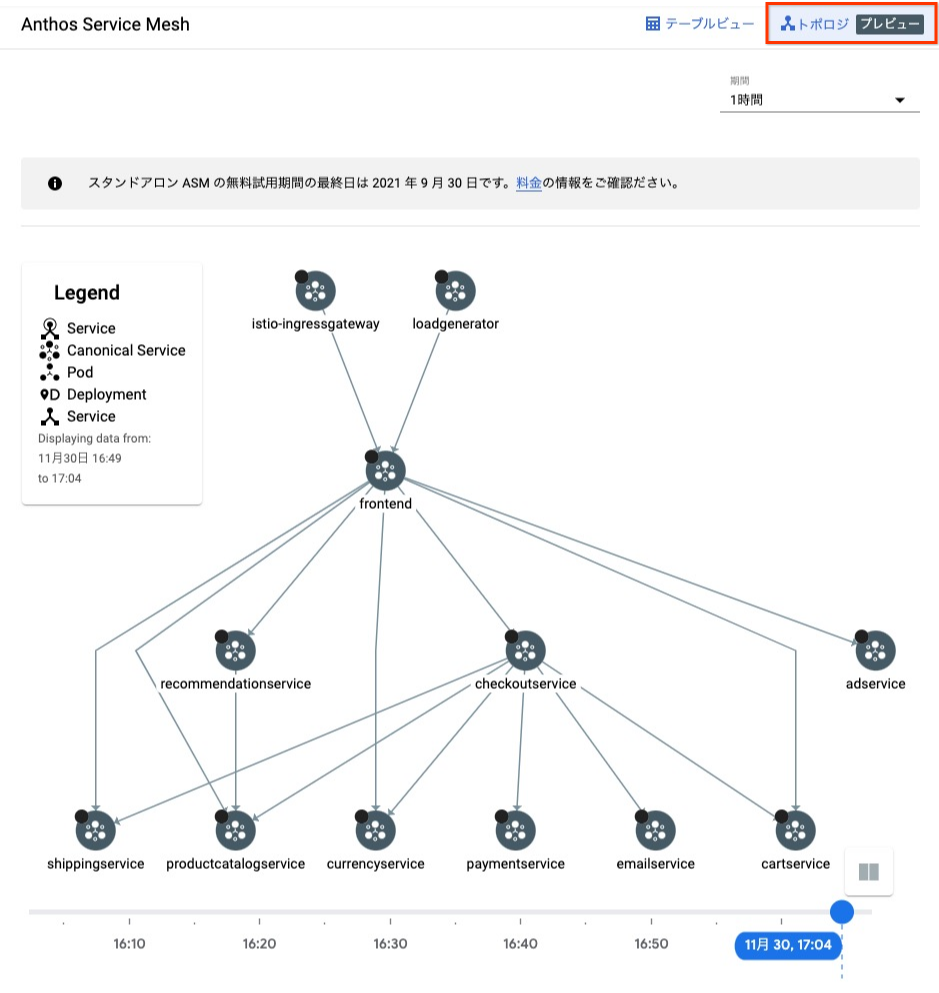 Anthos Service Mesh
テーブルビュー
トポロジ プレビュー
期間
1時間
スタンドアロン ASM の無料試用期間の最終日は 2021 年 9 月 30 日です。料金の情報をご確認ださい。
Legend
Service
Canonical Service
Pod
D Deployment
Service
Displaying data from:
11月30日 16:49
to 17:04
istio-ingressgateway
loadgenerator
frontend
recommendationservice
checkoutservice
adservice
shippingservice
productcatalogservice
currencyservice
paymentservice
emailservice
cartservice
16:10
16:20
16:30
16:40
16:50
11月 30, 17:04